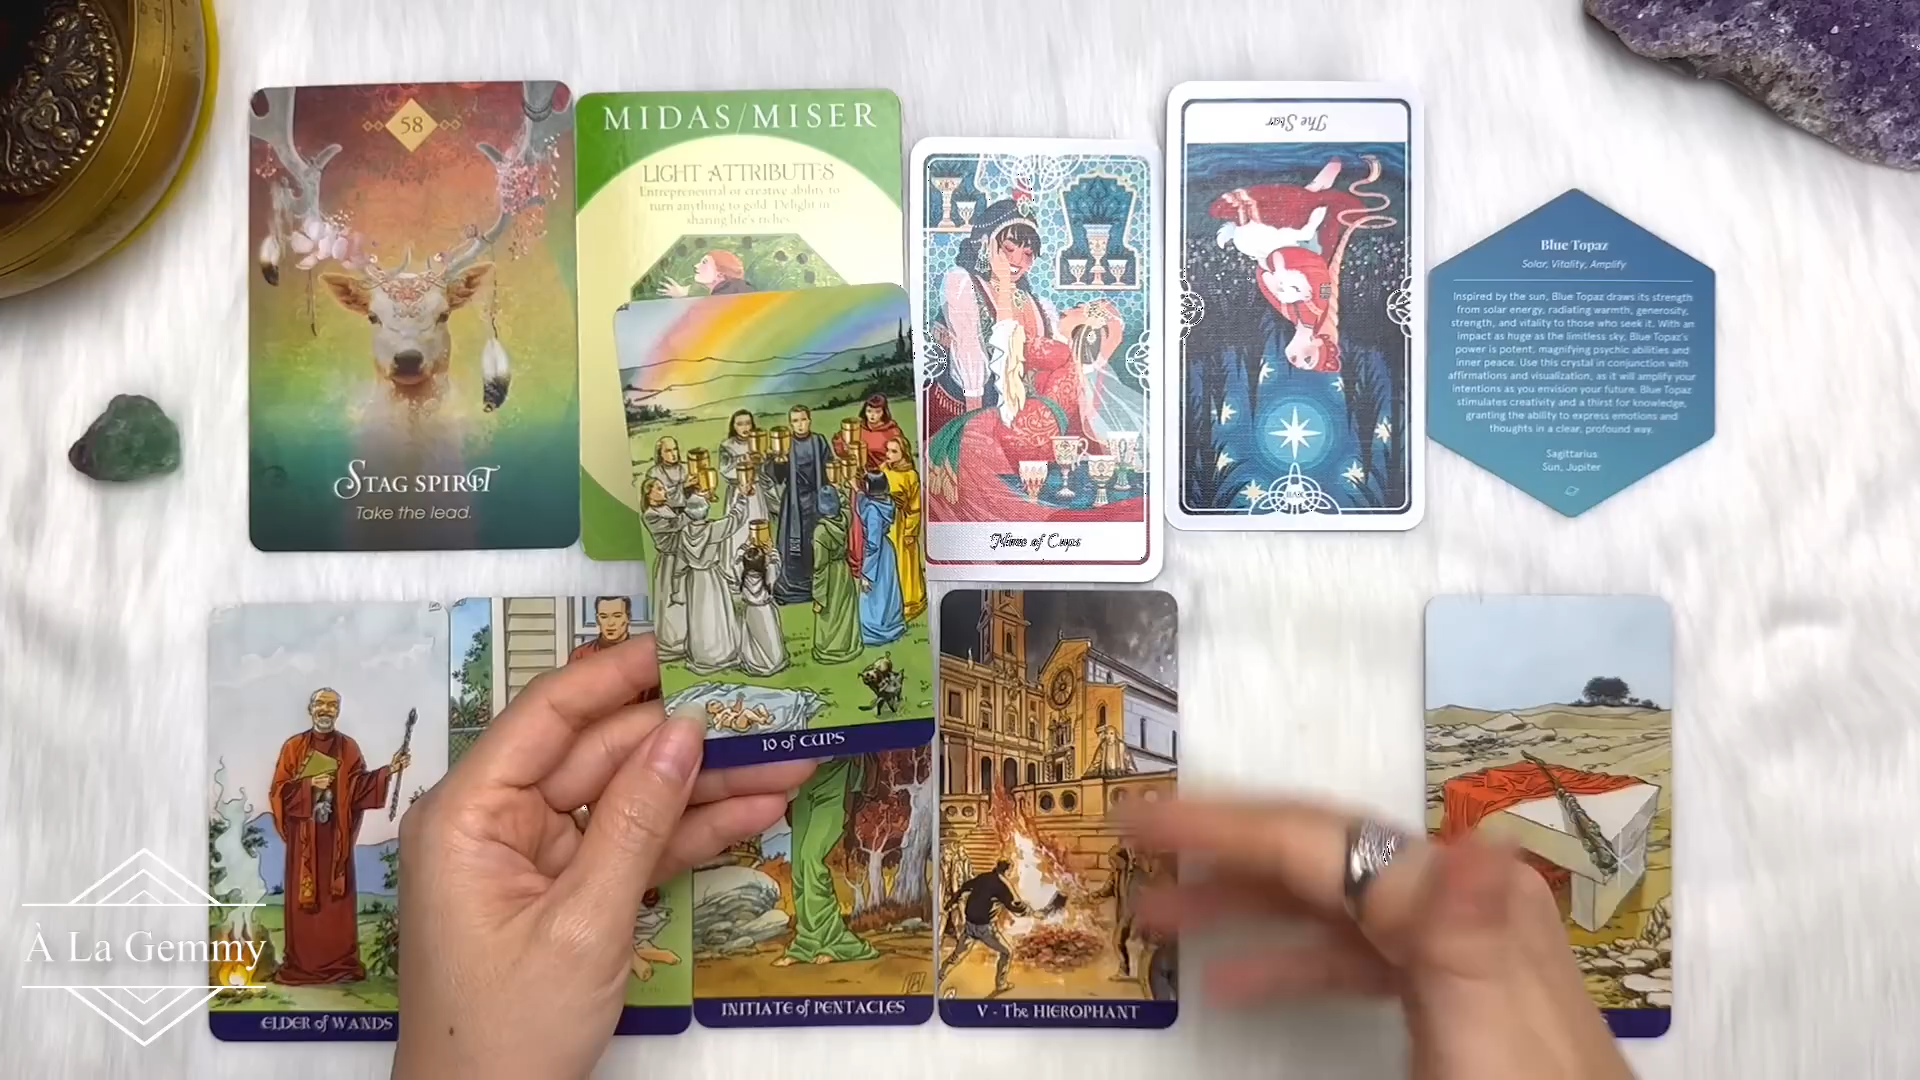 58
STAG SPIRIT
Take the lead.
MIDAS/MISER
LIGHT ATTRIBUTES
Entrepreneurial or creative ability to
turn anything to gold. Delight in
sharing life's riches.
Nine of Cups
The Star
XVII
Blue Topaz
Solar, Vitality, Amplify
Inspired by the sun, Blue Topaz draws its strength
from solar energy, radiating warmth, generosity,
strength, and vitality to those who seek it. With an
impact as huge as the limitless sky, Blue Topaz's
power is potent, magnifying psychic abilities and
inner peace. Use this crystal in conjunction with
affirmations and visualization, as it will amplify your
intentions as you envision your future. Blue Topaz
stimulates creativity and a thirst for knowledge,
granting the ability to express emotions and
thoughts in a clear, profound way.
Sagittarius
Sun, Jupiter
10 of CUPS
ELDER of WANDS
INITIATE of PENTACLES
V - The HIEROPHANT
À La Gemmy